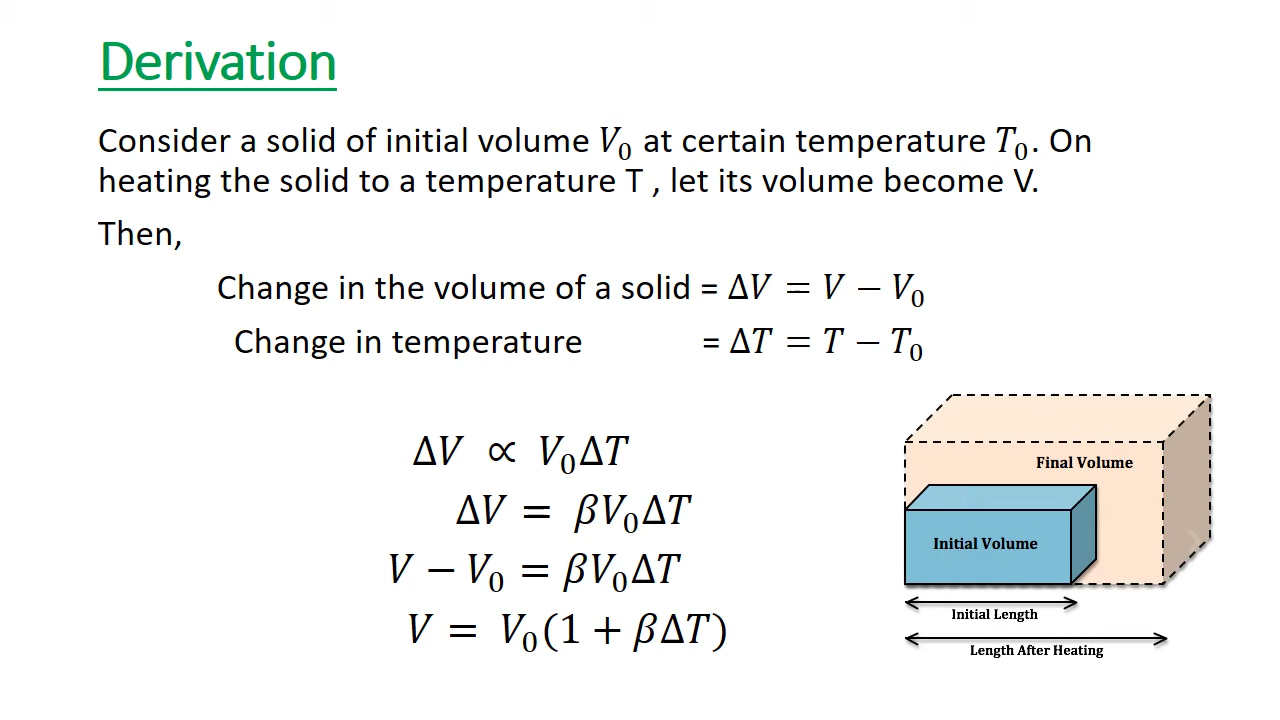 Derivation
Consider a solid of initial volume V₀ at certain temperature T₀. On
heating the solid to a temperature T , let its volume become V.
Then,
Change in the volume of a solid = ΔV = V − V₀
Change in temperature = ΔT = T − T₀
ΔV ∝ V₀ΔT
ΔV = βV₀ΔT
V − V₀ = βV₀ΔT
V = V₀(1 + βΔT)
Final Volume
Initial Volume
Initial Length
Length After Heating